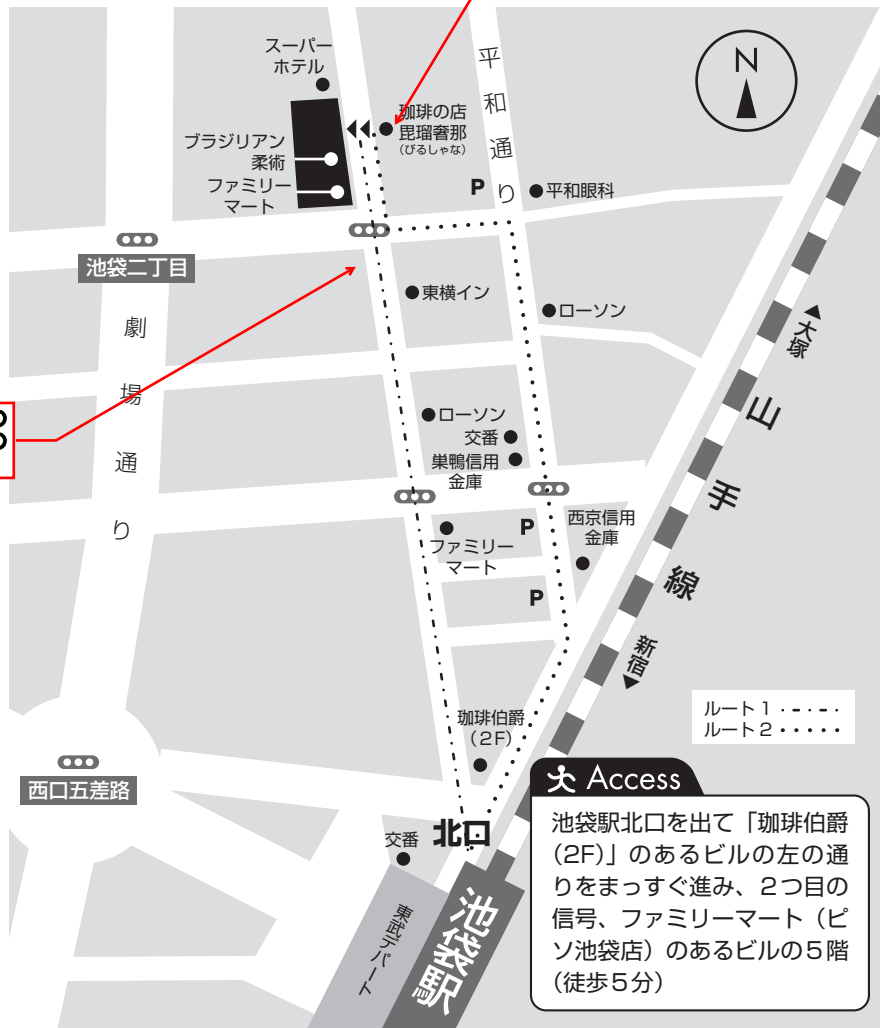 スーパー
ホテル
平和通り
N
珈琲の店
毘瑠奢那
(びるしゃな)
ブラジリアン
柔術
ファミリー
マート
P
平和眼科
池袋二丁目
東横イン
ローソン
▲大塚
劇場通り
山手線
ローソン
交番
巣鴨信用
金庫
西京信用
金庫
P
ファミリー
マート
P
新宿▼
ルート1
ルート2
珈琲伯爵
(2F)
西口五差路
Access
池袋駅北口を出て「珈琲伯爵
(2F)」のあるビルの左の通
りをまっすぐ進み、2つ目の
信号、ファミリーマート(ピ
ソ池袋店)のあるビルの5階
(徒歩5分)
北口
交番
東武デパート
池袋駅